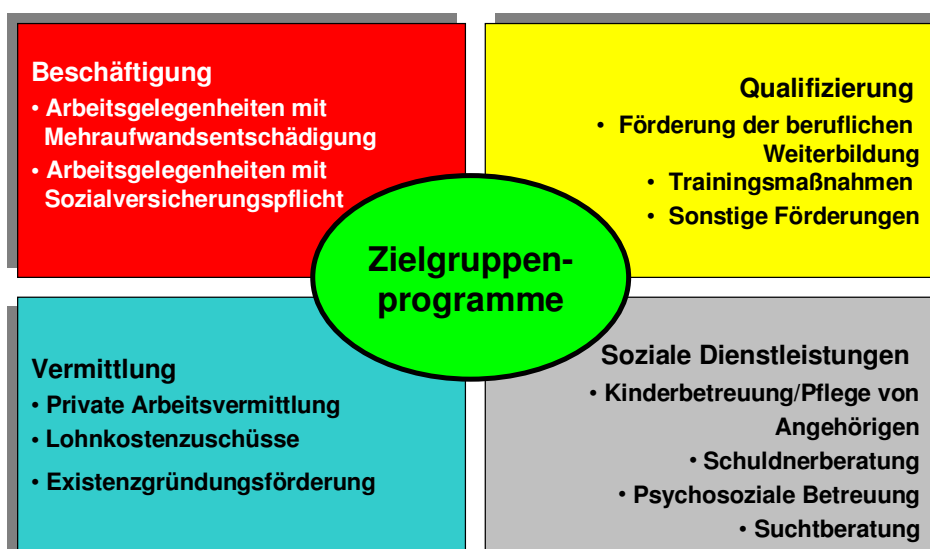 Beschäftigung
• Arbeitsgelegenheiten mit
Mehraufwandsentschädigung
• Arbeitsgelegenheiten mit
Sozialversicherungspflicht
Qualifizierung
• Förderung der beruflichen
Weiterbildung
• Trainingsmaßnahmen
• Sonstige Förderungen
Zielgruppen-
programme
Vermittlung
• Private Arbeitsvermittlung
• Lohnkostenzuschüsse
• Existenzgründungsförderung
Soziale Dienstleistungen
• Kinderbetreuung/Pflege von
Angehörigen
• Schuldnerberatung
• Psychosoziale Betreuung
• Suchtberatung